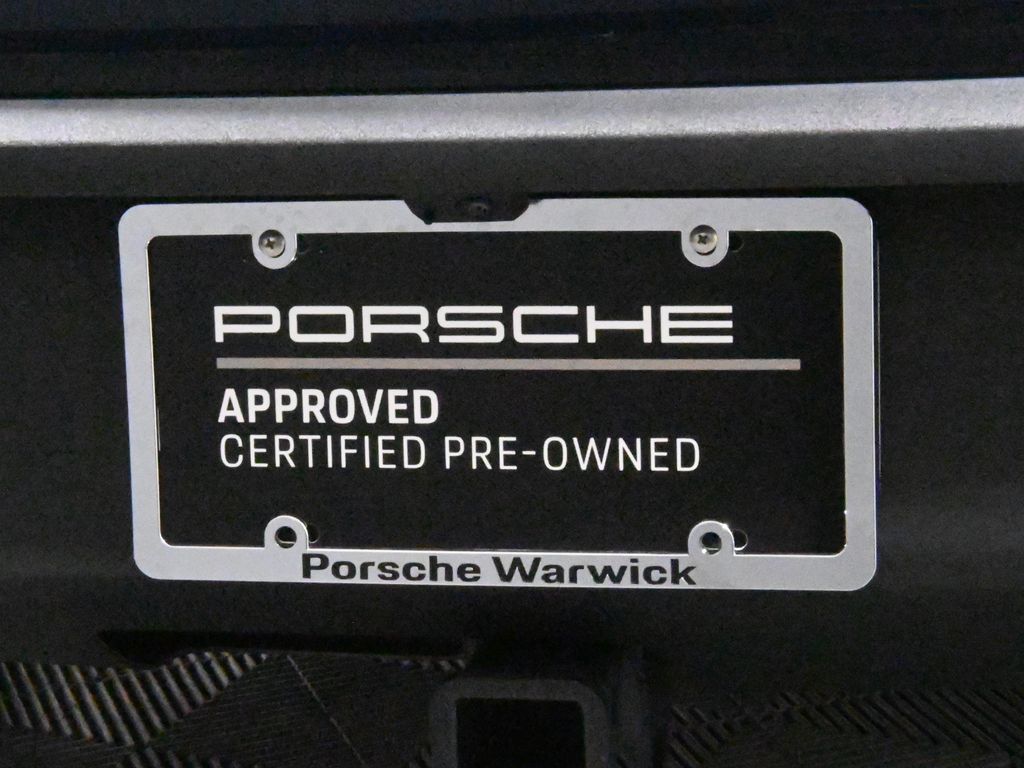 PORSCHE
APPROVED
CERTIFIED PRE-OWNED
Porsche Warwick